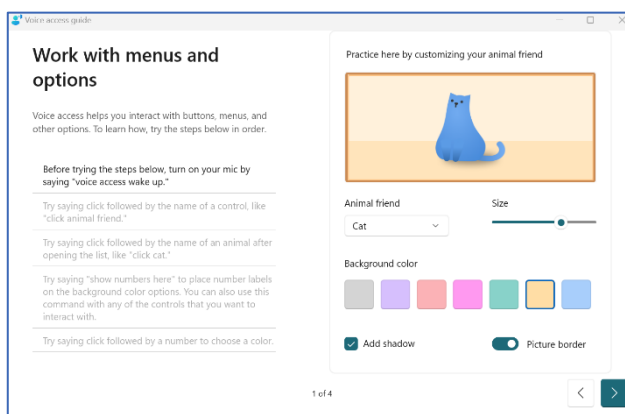 Voice access guide
Work with menus and
options
Voice access helps you interact with buttons, menus, and
other options. To learn how, try the steps below in order.
Before trying the steps below, turn on your mic by
saying "voice access wake up."
Try saying click followed by the name of a control, like
"click animal friend."
Try saying click followed by the name of an animal after
opening the list, like "click cat."
Try saying "show numbers here" to place number labels
on the background color options. You can also use this
command with any of the controls that you want to
interact with.
Try saying click followed by a number to choose a color.
Practice here by customizing your animal friend
Animal friend
Size
Cat
Background color
Add shadow
Picture border
1 of 4